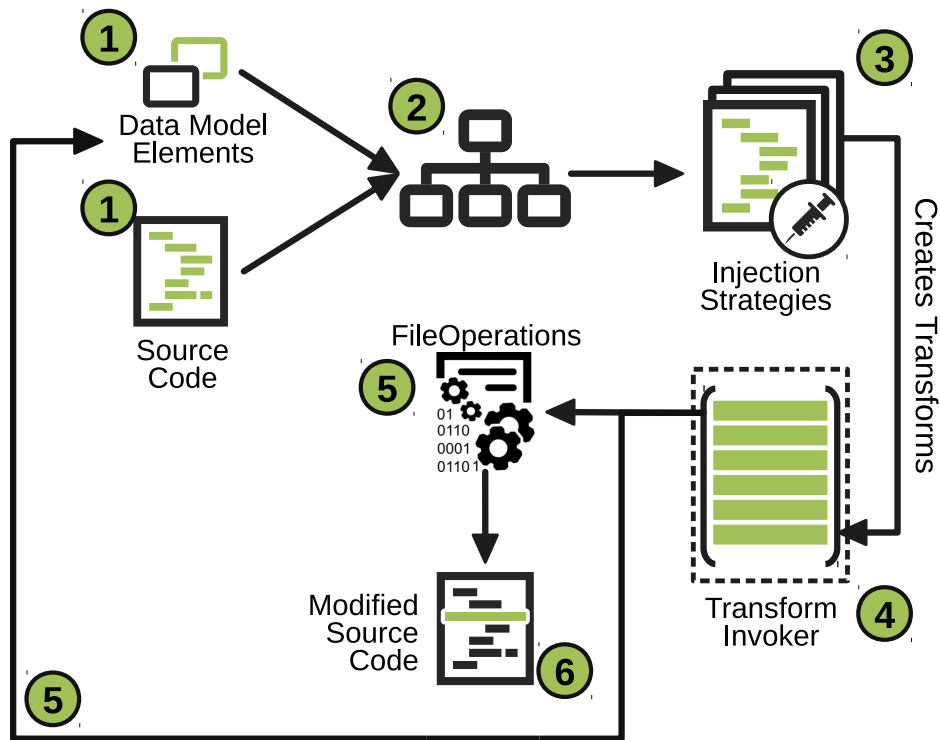 1
Data Model
Elements
1
Source
Code
2
3
Injection
Strategies
Creates Transforms
FileOperations
5
01
0110
0001
0110 1
4
Transform
Invoker
Modified
Source
Code
6
5